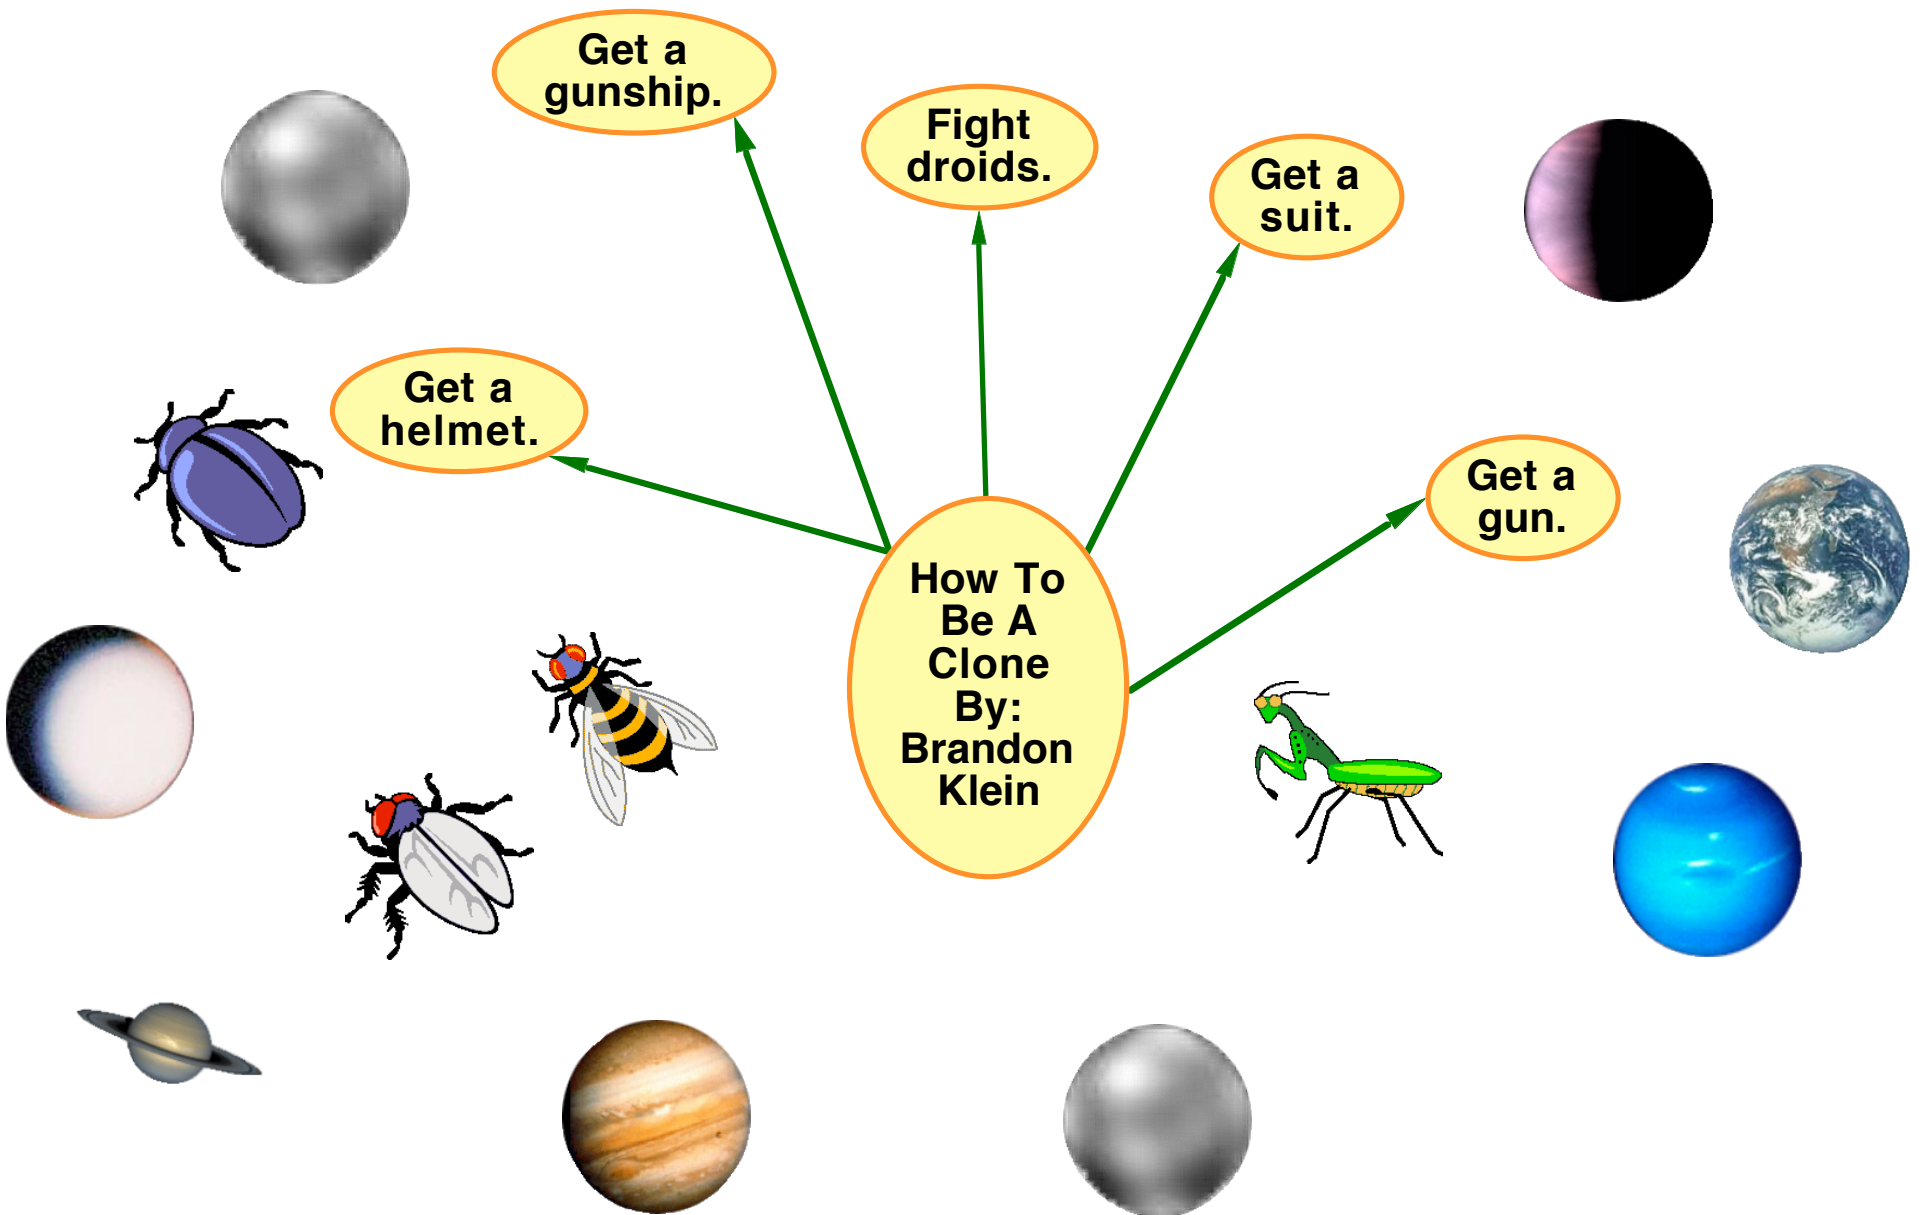 Get a
gunship.
Fight
droids.
Get a
suit.
Get a
helmet.
Get a
gun.
How To
Be A
Clone
By:
Brandon
Klein